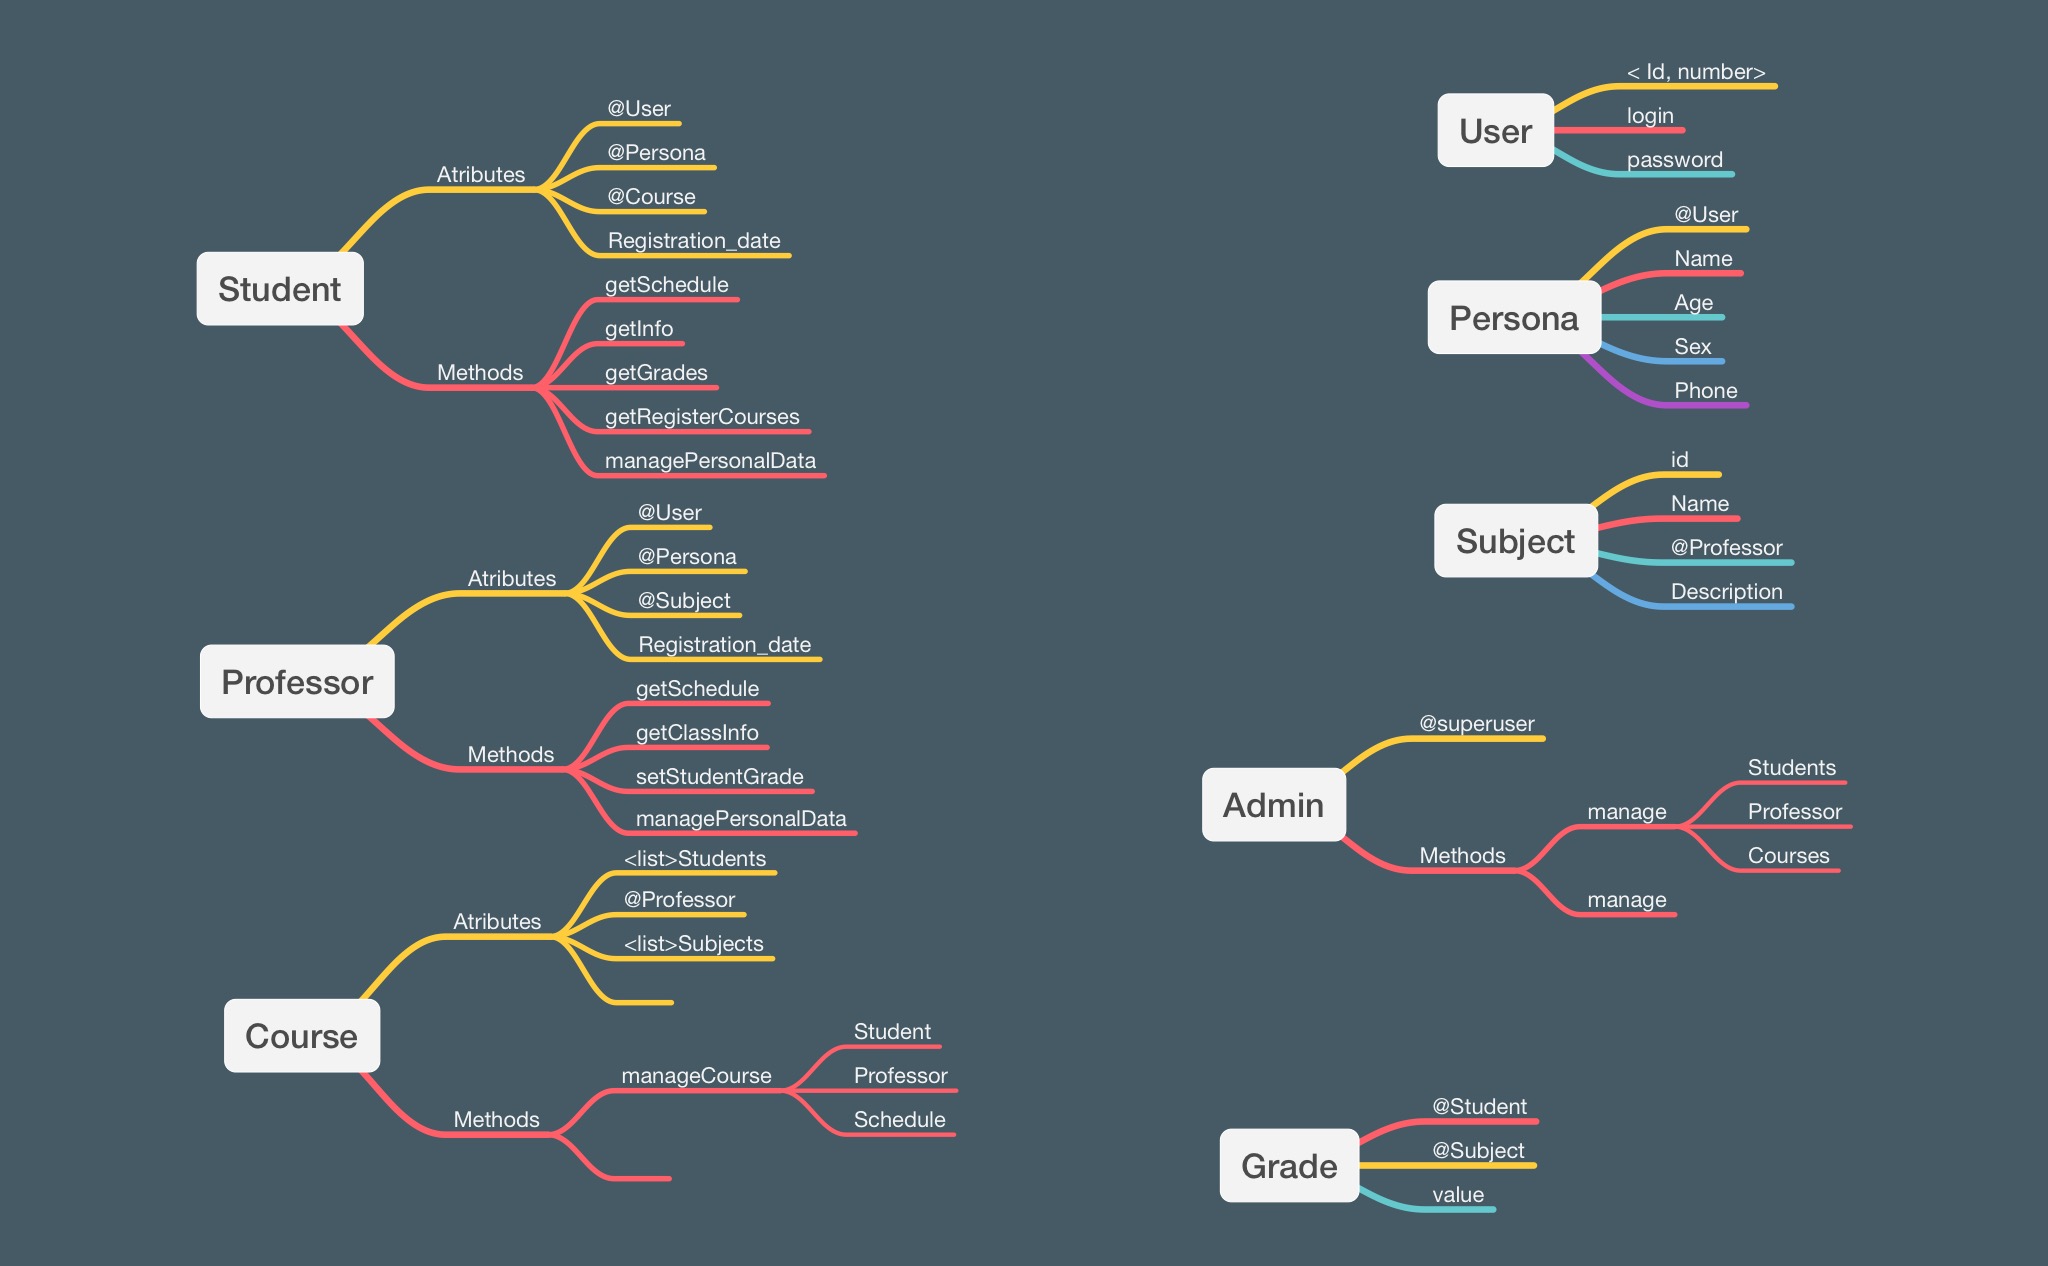 Student
Atributes
@User
@Persona
@Course
Registration_date
Methods
getSchedule
getInfo
getGrades
getRegisterCourses
managePersonalData
Professor
Atributes
@User
@Persona
@Subject
Registration_date
Methods
getSchedule
getClassInfo
setStudentGrade
managePersonalData
Course
Atributes
<list>Students
@Professor
<list>Subjects
Methods
manageCourse
Student
Professor
Schedule
User
< Id, number>
login
password
Persona
@User
Name
Age
Sex
Phone
Subject
id
Name
@Professor
Description
Admin
@superuser
Methods
manage
Students
Professor
Courses
manage
Grade
@Student
@Subject
value